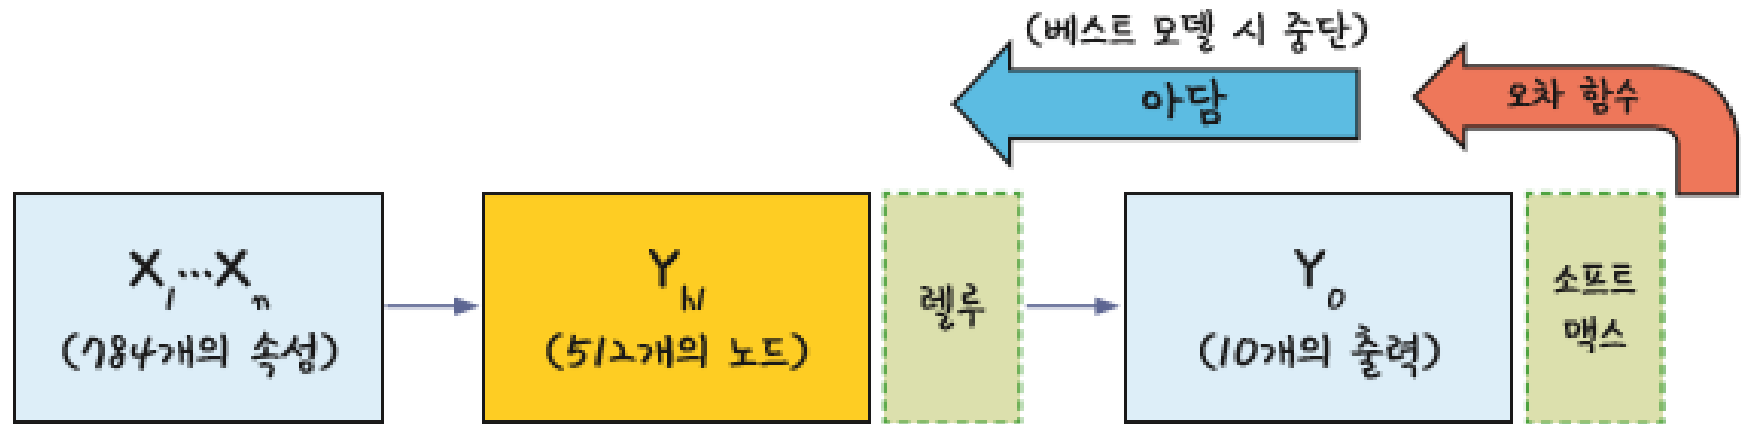 (베스트 모델 시 중단)
아담
오차 함수
X₁…Xₙ
(784개의 속성)
Y
(512개의 노드)
렐루
Y₀
(10개의 출력)
소프트
맥스